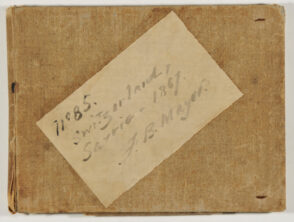 No 85.
Switzerland &
Savoie - 1867.
F. B. Mayer.